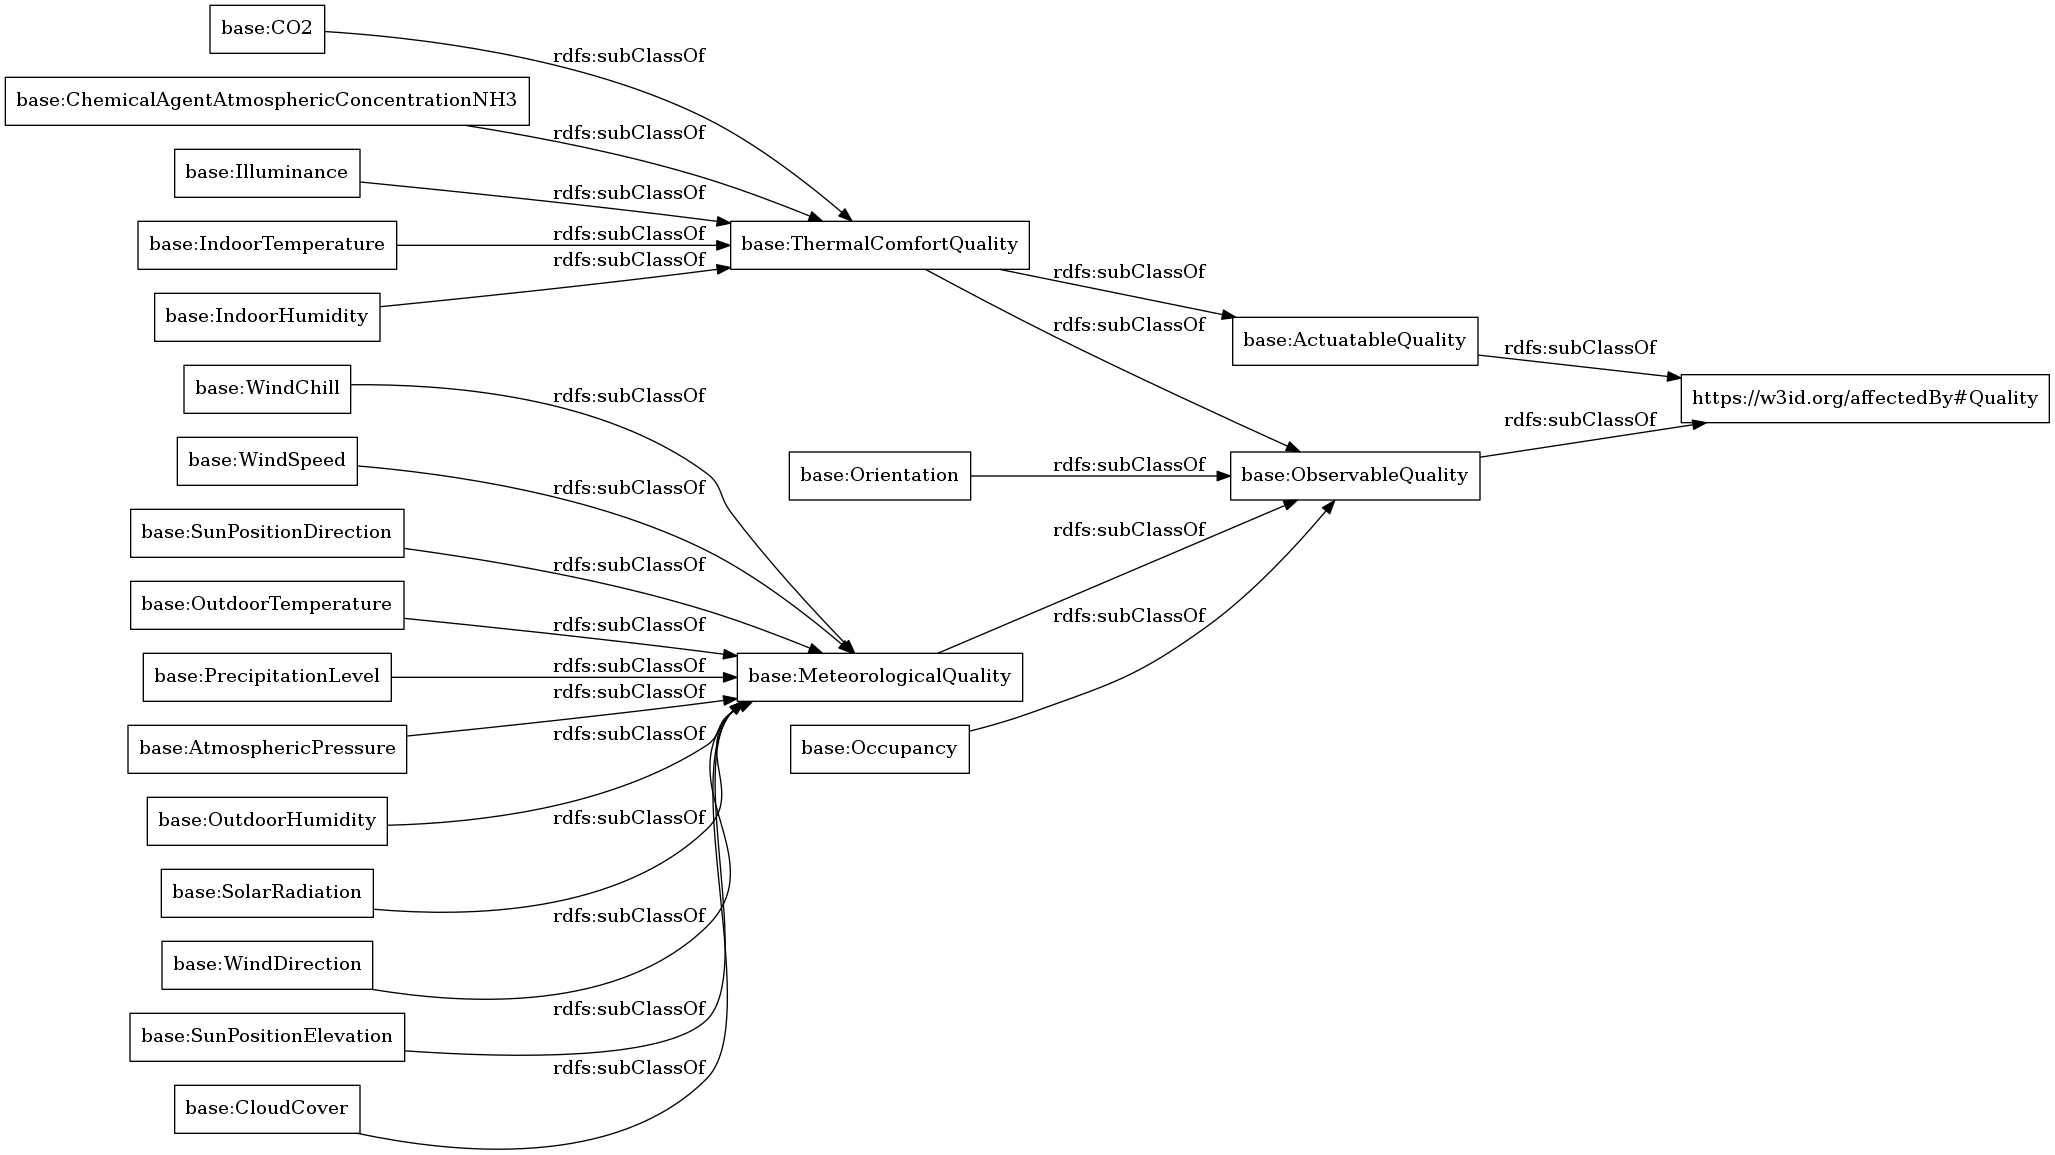 base:CO2
rdfs:subClassOf
base:ChemicalAgentAtmosphericConcentrationNH3
rdfs:subClassOf
base:Illuminance
rdfs:subClassOf
base:IndoorTemperature
rdfs:subClassOf
base:ThermalComfortQuality
rdfs:subClassOf
base:IndoorHumidity
rdfs:subClassOf
rdfs:subClassOf
base:ActuatableQuality
rdfs:subClassOf
base:WindChill
rdfs:subClassOf
https://w3id.org/affectedBy#Quality
rdfs:subClassOf
base:WindSpeed
rdfs:subClassOf
base:Orientation
rdfs:subClassOf
base:ObservableQuality
base:SunPositionDirection
rdfs:subClassOf
rdfs:subClassOf
base:OutdoorTemperature
rdfs:subClassOf
rdfs:subClassOf
base:PrecipitationLevel
rdfs:subClassOf
base:MeteorologicalQuality
rdfs:subClassOf
base:AtmosphericPressure
rdfs:subClassOf
base:Occupancy
base:OutdoorHumidity
rdfs:subClassOf
base:SolarRadiation
rdfs:subClassOf
base:WindDirection
rdfs:subClassOf
base:SunPositionElevation
rdfs:subClassOf
base:CloudCover